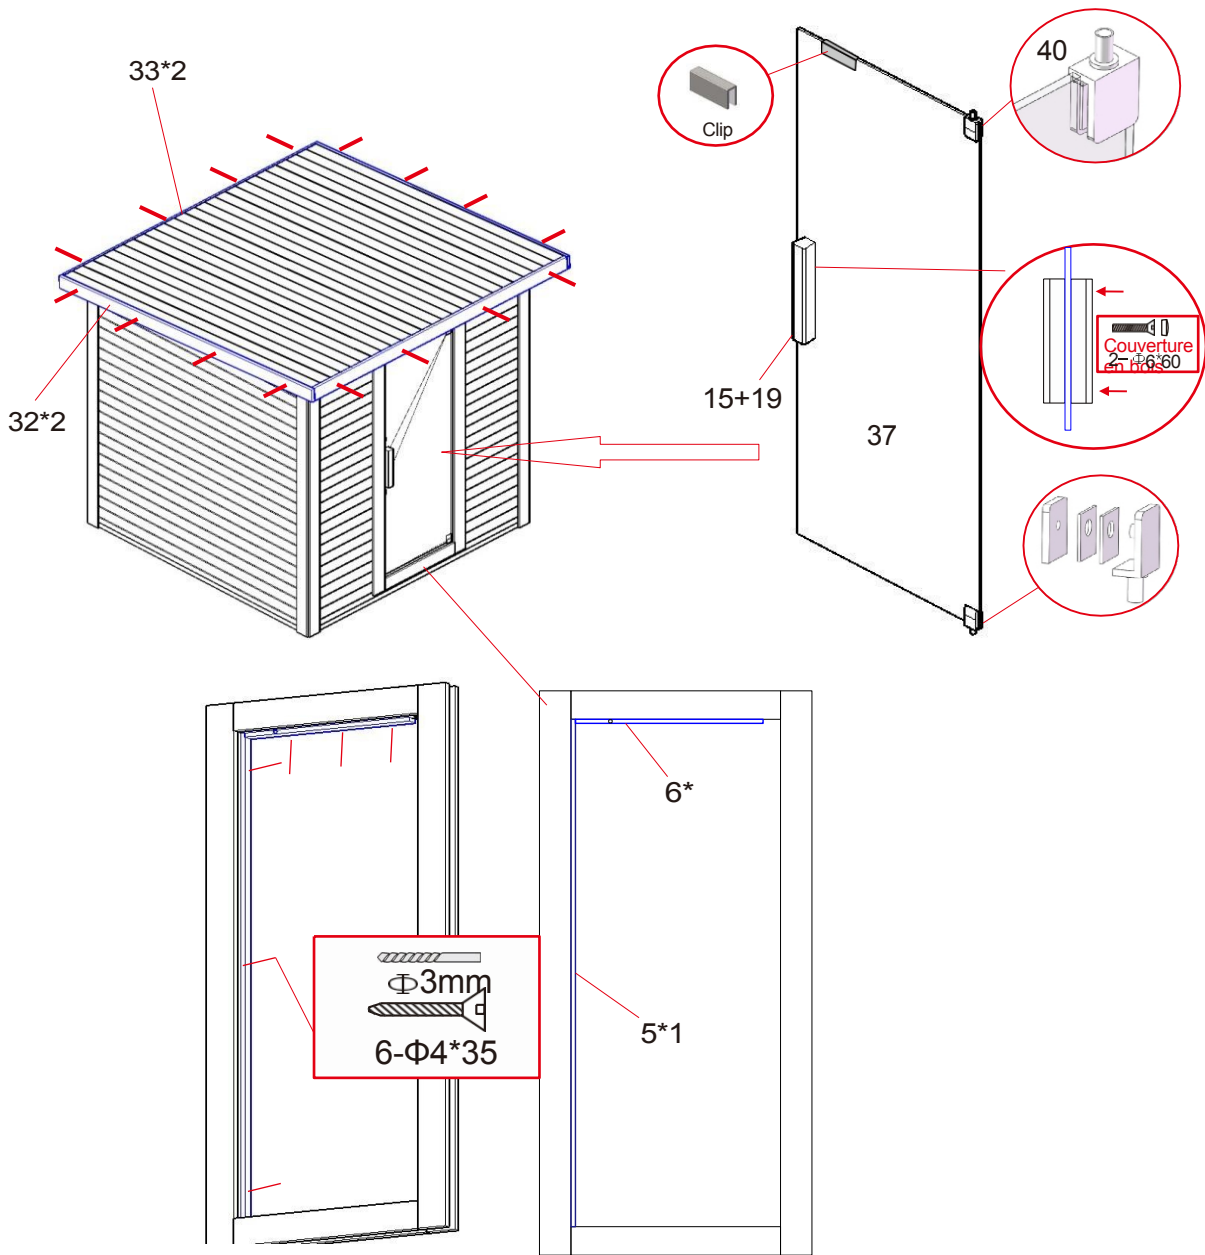 33*2
Clip
40
32*2
15+19
37
Couverture
en bois
2-Φ6*60
6*
5*1
Φ3mm
6-Φ4*35